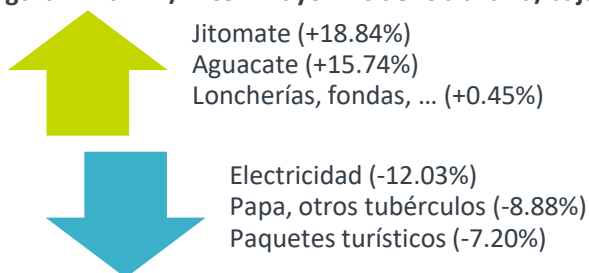 Jitomate (+18.84%)
Aguacate (+15.74%)
Loncherías, fondas, … (+0.45%)
Electricidad (-12.03%)
Papa, otros tubérculos (-8.88%)
Paquetes turísticos (-7.20%)